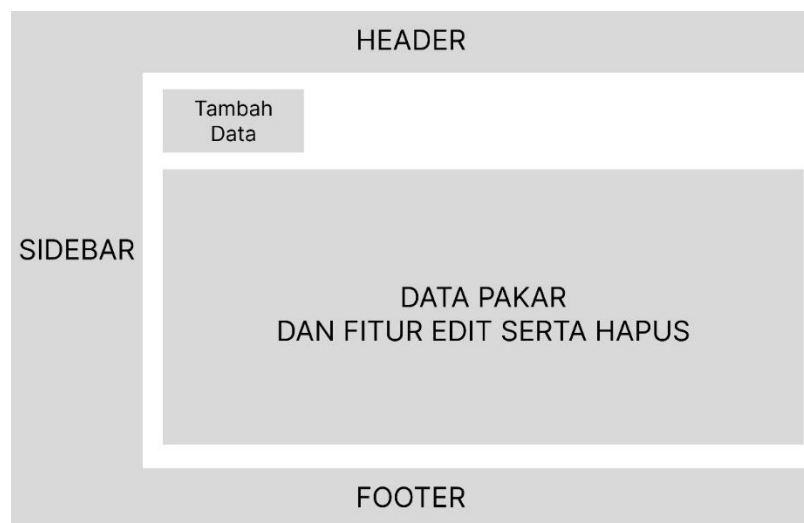 HEADER
Tambah
Data
SIDEBAR
DATA PAKAR
DAN FITUR EDIT SERTA HAPUS
FOOTER